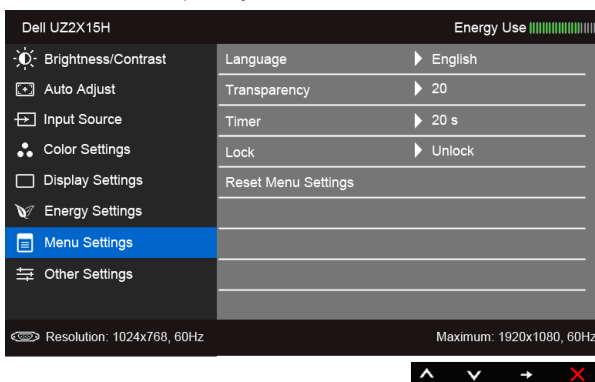 Dell UZ2X15H Energy Use
Brightness/Contrast Language English
Auto Adjust Transparency 20
Input Source Timer 20 s
Color Settings Lock Unlock
Display Settings Reset Menu Settings
Energy Settings
Menu Settings
Other Settings
Resolution: 1024x768, 60Hz Maximum: 1920x1080, 60Hz